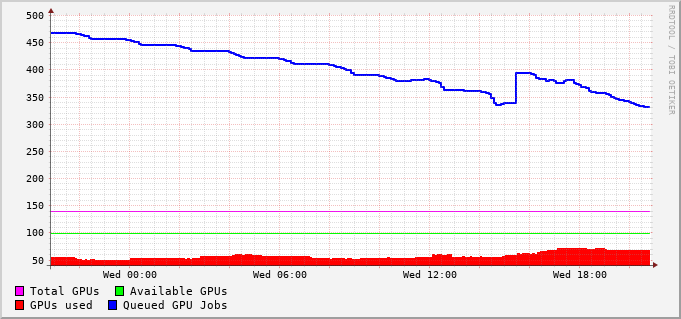 500
450
400
350
300
250
200
150
100
50
Wed 00:00 Wed 06:00 Wed 12:00 Wed 18:00
Total GPUs Available GPUs
GPUs used Queued GPU Jobs
RRDTOOL / TOBI OETIKER